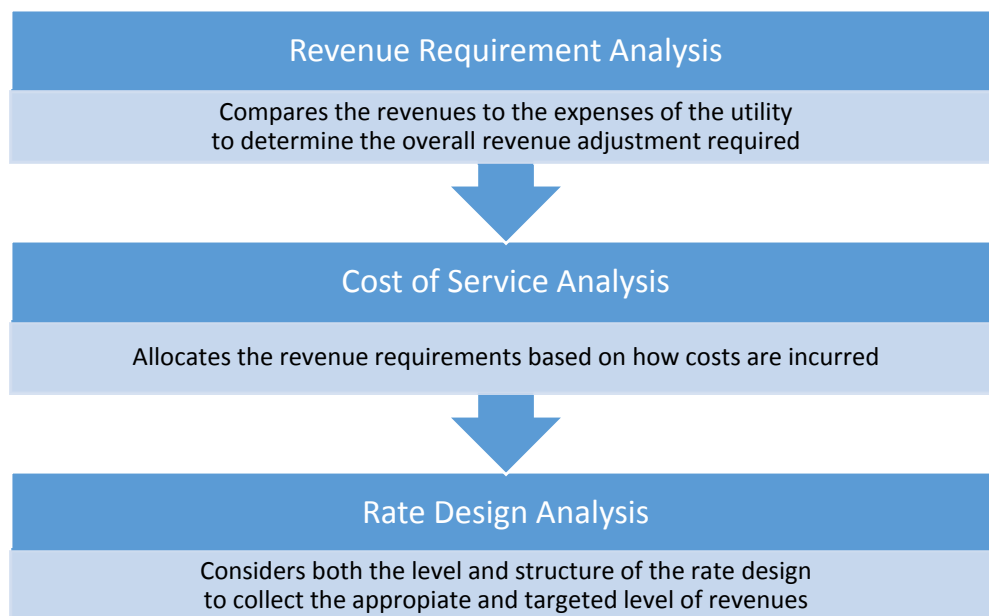 Revenue Requirement Analysis
Compares the revenues to the expenses of the utility
to determine the overall revenue adjustment required
Cost of Service Analysis
Allocates the revenue requirements based on how costs are incurred
Rate Design Analysis
Considers both the level and structure of the rate design
to collect the appropiate and targeted level of revenues